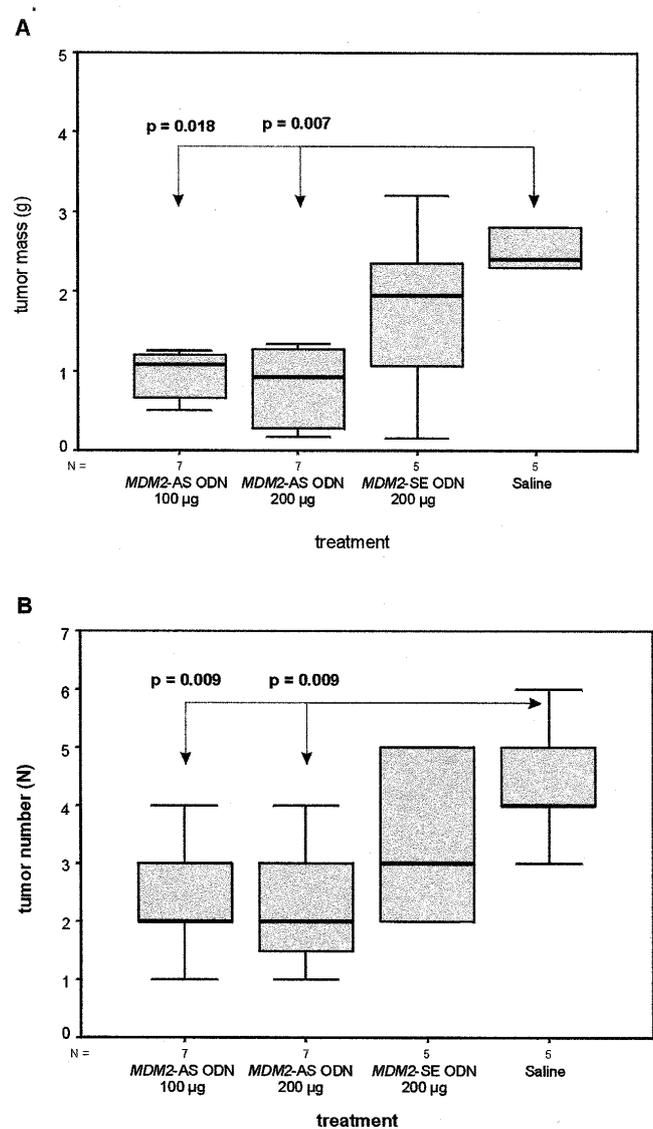 A
5
p = 0.018 p = 0.007
4
3
2
1
0
tumor mass (g)
N = 7 7 5 5
MDM2-AS ODN MDM2-AS ODN MDM2-SE ODN Saline
100 µg 200 µg 200 µg
treatment
B
7
p = 0.009 p = 0.009
6
5
4
3
2
1
0
tumor number (N)
N = 7 7 5 5
MDM2-AS ODN MDM2-AS ODN MDM2-SE ODN Saline
100 µg 200 µg 200 µg
treatment